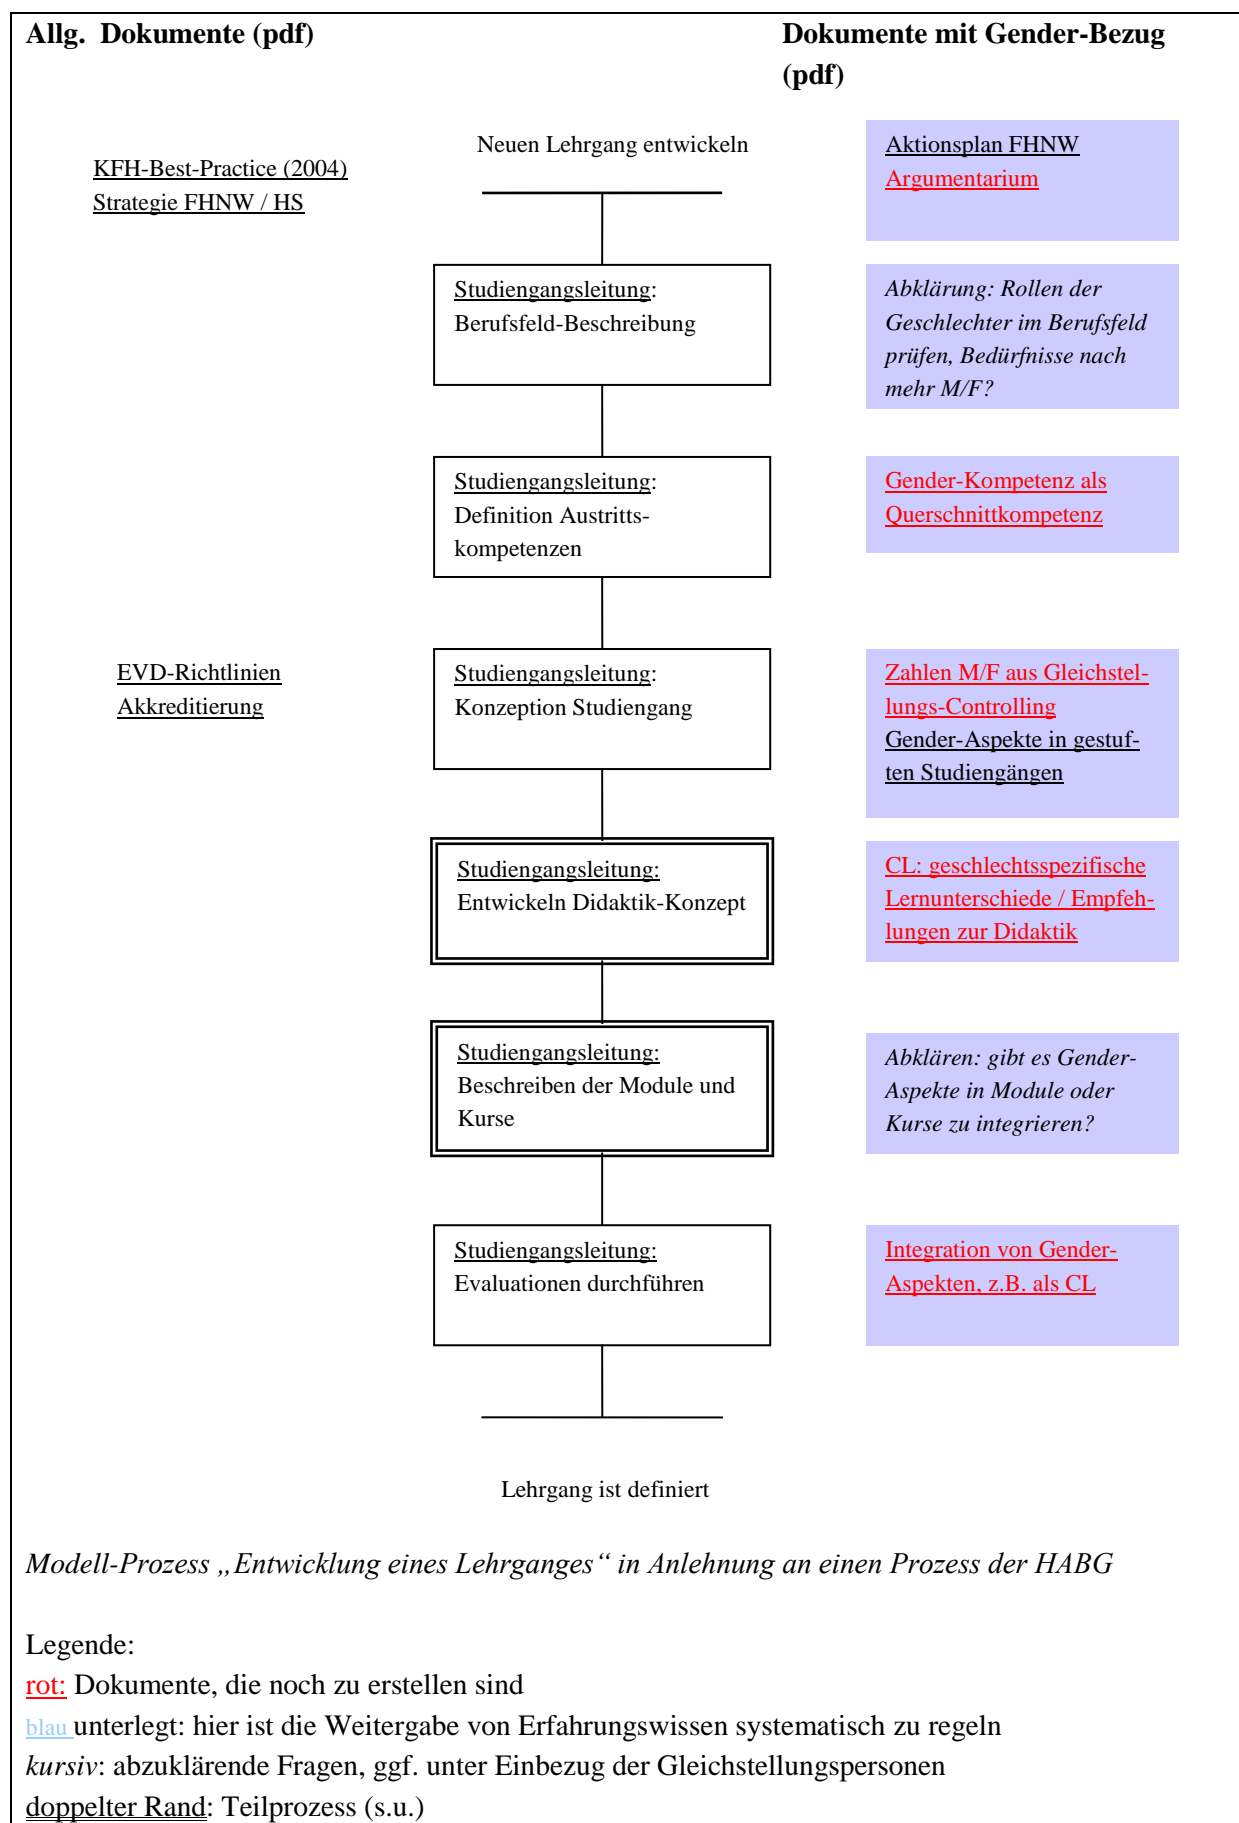 Allg.  Dokumente (pdf)
Dokumente mit Gender-Bezug
(pdf)
Neuen Lehrgang entwickeln
KFH-Best-Practice (2004)
Strategie FHNW / HS
Aktionsplan FHNW
Argumentarium
Studiengangsleitung:
Berufsfeld-Beschreibung
Abklärung: Rollen der
Geschlechter im Berufsfeld
prüfen, Bedürfnisse nach
mehr M/F?
Studiengangsleitung:
Definition Austritts-
kompetenzen
Gender-Kompetenz als
Querschnittkompetenz
EVD-Richtlinien
Akkreditierung
Studiengangsleitung:
Konzeption Studiengang
Zahlen M/F aus Gleichstel-
lungs-Controlling
Gender-Aspekte in gestuf-
ten Studiengängen
Studiengangsleitung:
Entwickeln Didaktik-Konzept
CL: geschlechtsspezifische
Lernunterschiede / Empfeh-
lungen zur Didaktik
Studiengangsleitung:
Beschreiben der Module und
Kurse
Abklären: gibt es Gender-
Aspekte in Module oder
Kurse zu integrieren?
Studiengangsleitung:
Evaluationen durchführen
Integration von Gender-
Aspekten, z.B. als CL
Lehrgang ist definiert
Modell-Prozess „Entwicklung eines Lehrganges“ in Anlehnung an einen Prozess der HABG
Legende:
rot: Dokumente, die noch zu erstellen sind
blau unterlegt: hier ist die Weitergabe von Erfahrungswissen systematisch zu regeln
kursiv: abzuklärende Fragen, ggf. unter Einbezug der Gleichstellungspersonen
doppelter Rand: Teilprozess (s.u.)